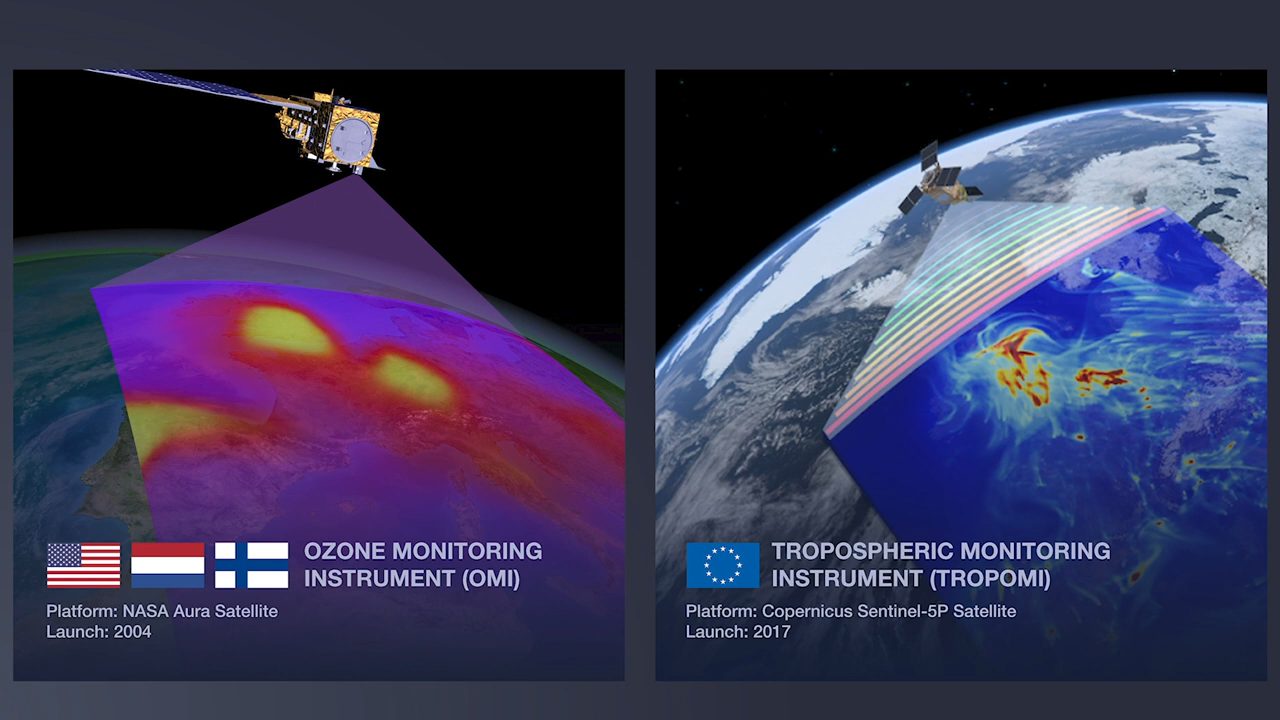 OZONE MONITORING
INSTRUMENT (OMI)
Platform: NASA Aura Satellite
Launch: 2004
TROPOSPHERIC MONITORING
INSTRUMENT (TROPOMI)
Platform: Copernicus Sentinel-5P Satellite
Launch: 2017